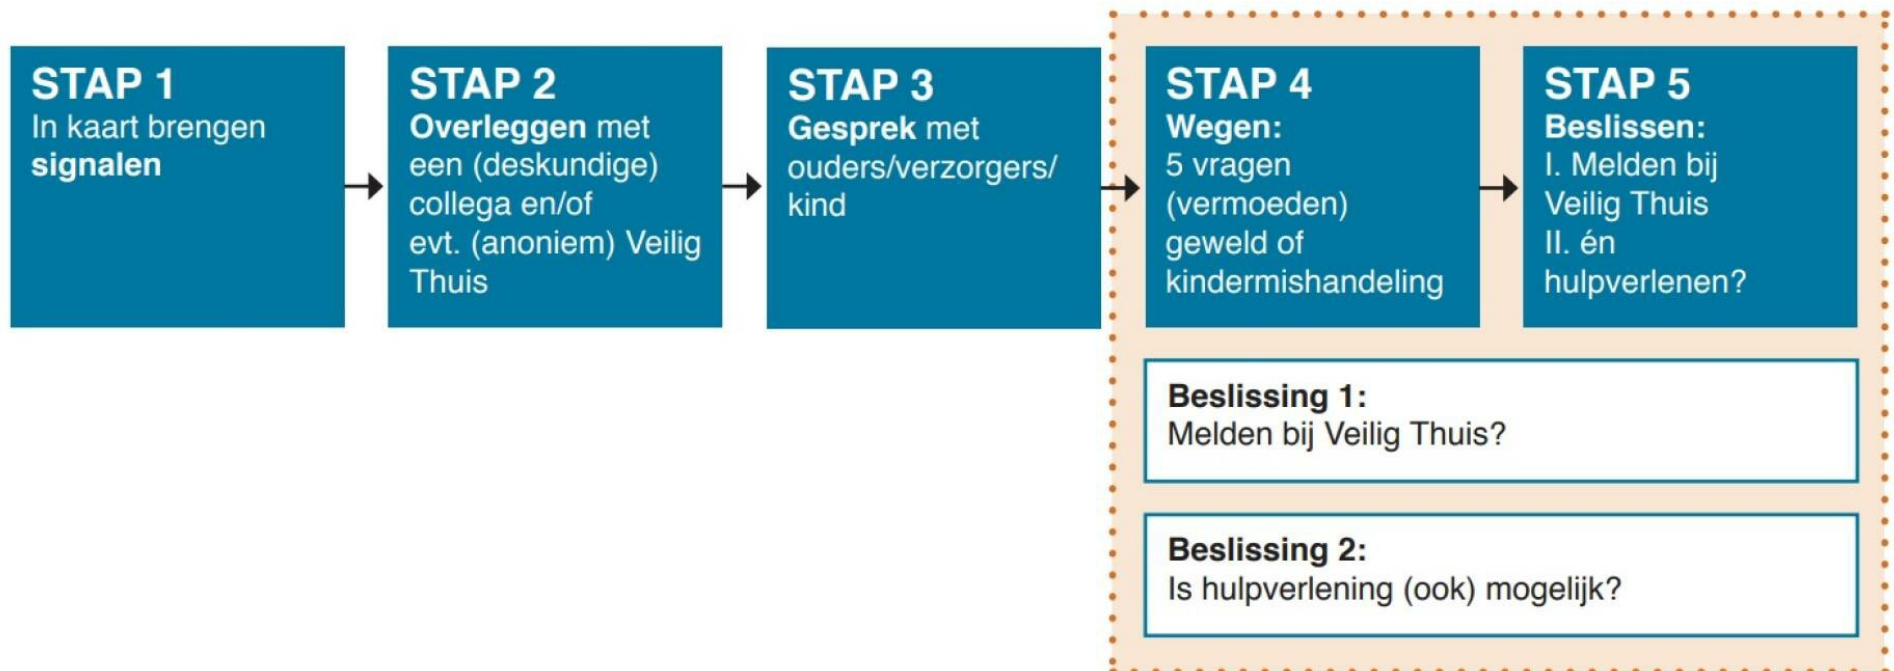 STAP 1
In kaart brengen
signalen
STAP 2
Overleggen met
een (deskundige)
collega en/of
evt. (anoniem) Veilig
Thuis
STAP 3
Gesprek met
ouders/verzorgers/
kind
STAP 4
Wegen:
5 vragen
(vermoeden)
geweld of
kindermishandeling
STAP 5
Beslissen:
I. Melden bij
Veilig Thuis
II. én
hulpverlenen?
Beslissing 1:
Melden bij Veilig Thuis?
Beslissing 2:
Is hulpverlening (ook) mogelijk?